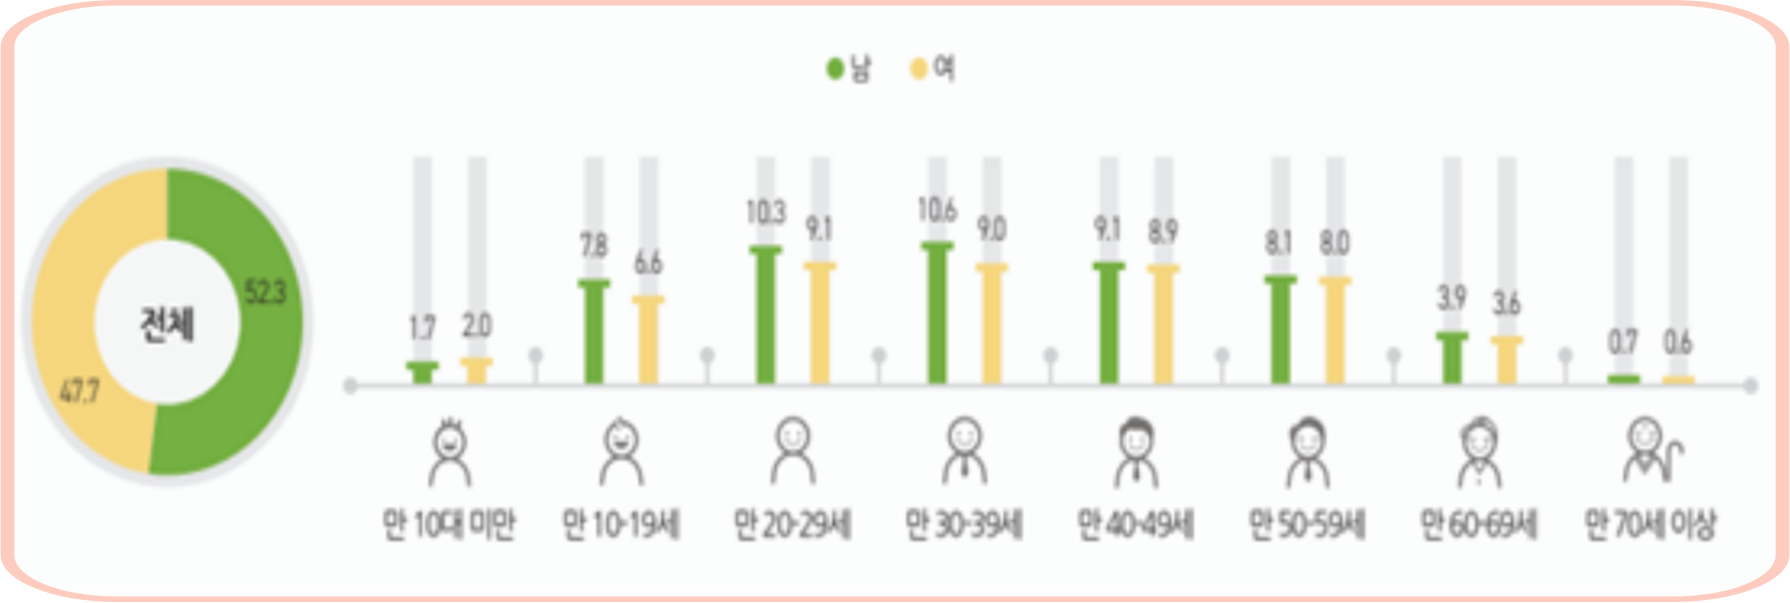 남 여
전체
52.3
47.7
1.7 2.0 7.8 6.6 10.3 9.1 10.6 9.0 9.1 8.9 8.1 8.0 3.9 3.6 0.7 0.6
만 10대 미만 만 10-19세 만 20-29세 만 30-39세 만 40-49세 만 50-59세 만 60-69세 만 70세 이상